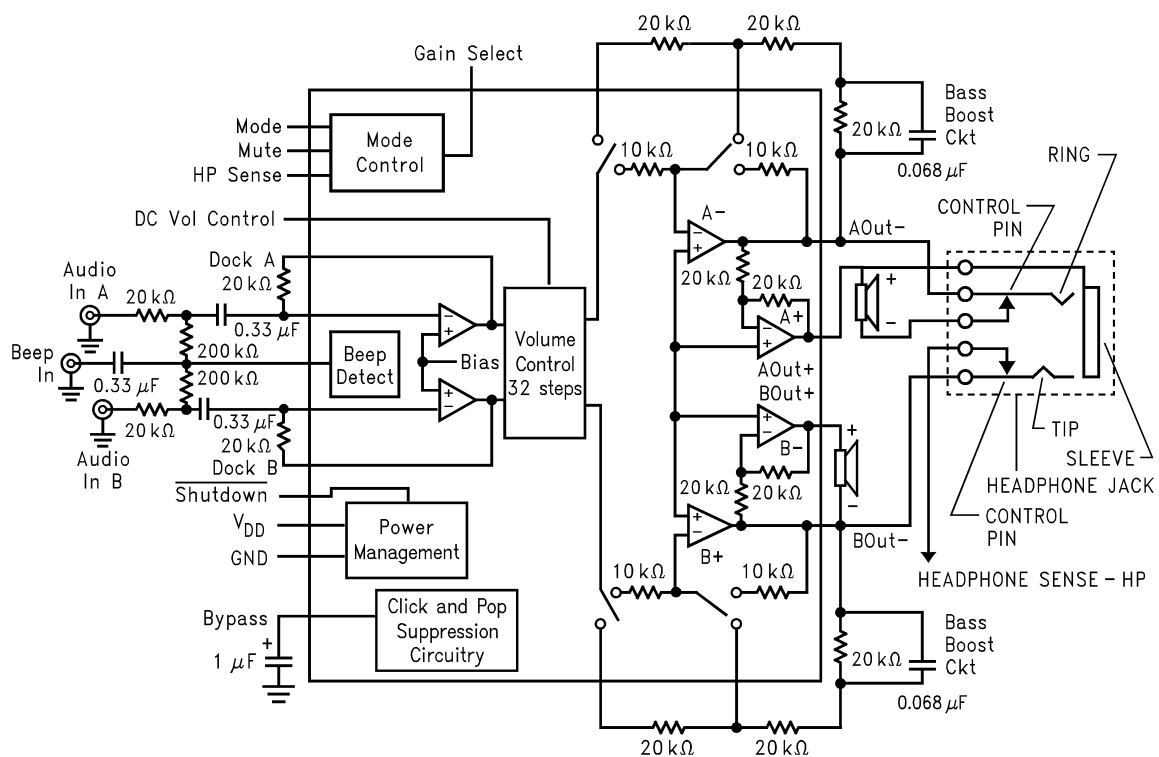 20 kΩ
20 kΩ
Gain Select
Bass
Boost
Ckt
20 kΩ
0.068 µF
Mode
Mute
HP Sense
Mode
Control
10 kΩ
10 kΩ
RING
DC Vol Control
A−
−
+
AOut−
CONTROL
PIN
Dock A
20 kΩ
Audio
In A
20 kΩ
0.33 µF
20 kΩ
20 kΩ
A+
−
+
AOut+
+
−
−
+
Volume
Control
32 steps
200 kΩ
Beep
In
0.33 µF
200 kΩ
Beep
Detect
Bias
BOut+
+
−
B−
+
−
+
−
20 kΩ
Audio
In B
0.33 µF
20 kΩ
Dock B
20 kΩ
20 kΩ
TIP
SLEEVE
HEADPHONE JACK
CONTROL
PIN
Shutdown
VDD
GND
Power
Management
+
−
B+
BOut−
HEADPHONE SENSE – HP
10 kΩ
10 kΩ
Bypass
+
1 µF
Click and Pop
Suppression
Circuitry
Bass
Boost
Ckt
20 kΩ
0.068 µF
20 kΩ
20 kΩ